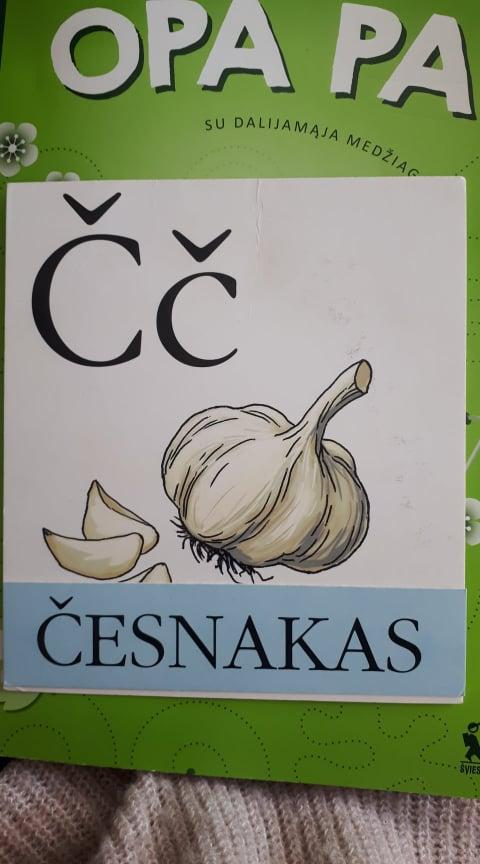 OPA PA
SU DALIJAMĄJA MEDŽIAG
Čč
ČESNAKAS
ŠVIES